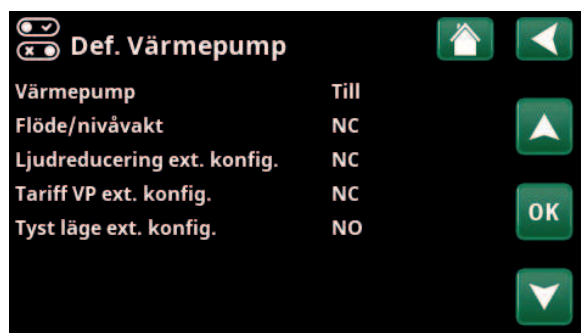 Def. Värmepump
Värmepump Till
Flöde/nivåvakt NC
Ljudreducering ext. konfig. NC
Tariff VP ext. konfig. NC
Tyst läge ext. konfig. NO
OK